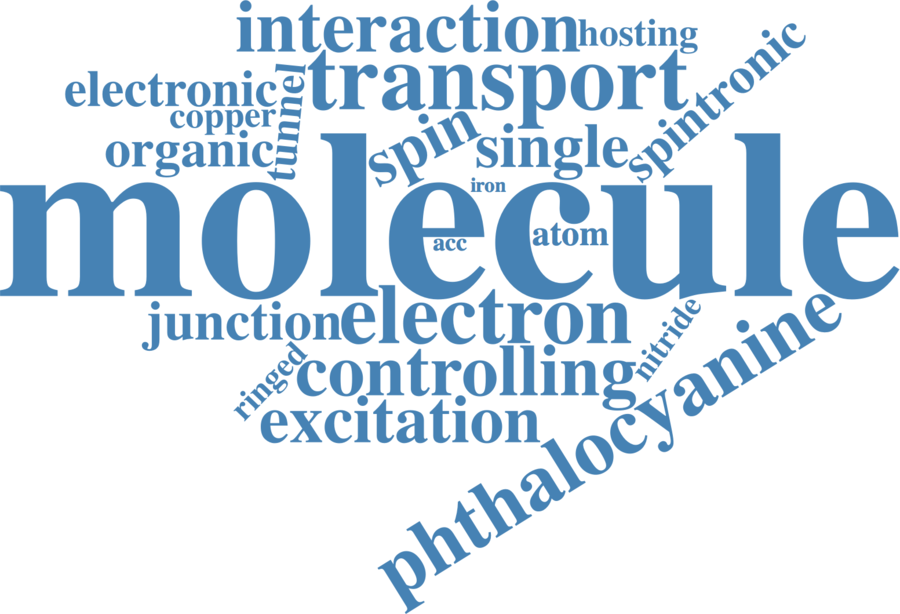 interaction
hosting
electronic
transport
spintronic
copper
tunnel
organic
spin
single
molecule
iron
acc
atom
junction
electron
nitride
ringed
controlling
excitation
phthalocyanine